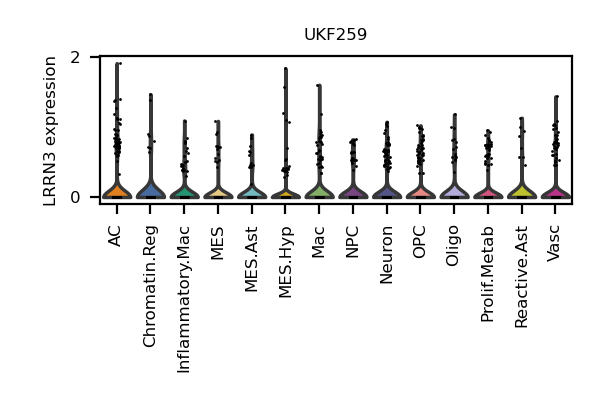 UKF259
LRRN3 expression
2
0
AC
Chromatin.Reg
Inflammatory.Mac
MES
MES.Ast
MES.Hyp
Mac
NPC
Neuron
OPC
Oligo
Prolif.Metab
Reactive.Ast
Vasc